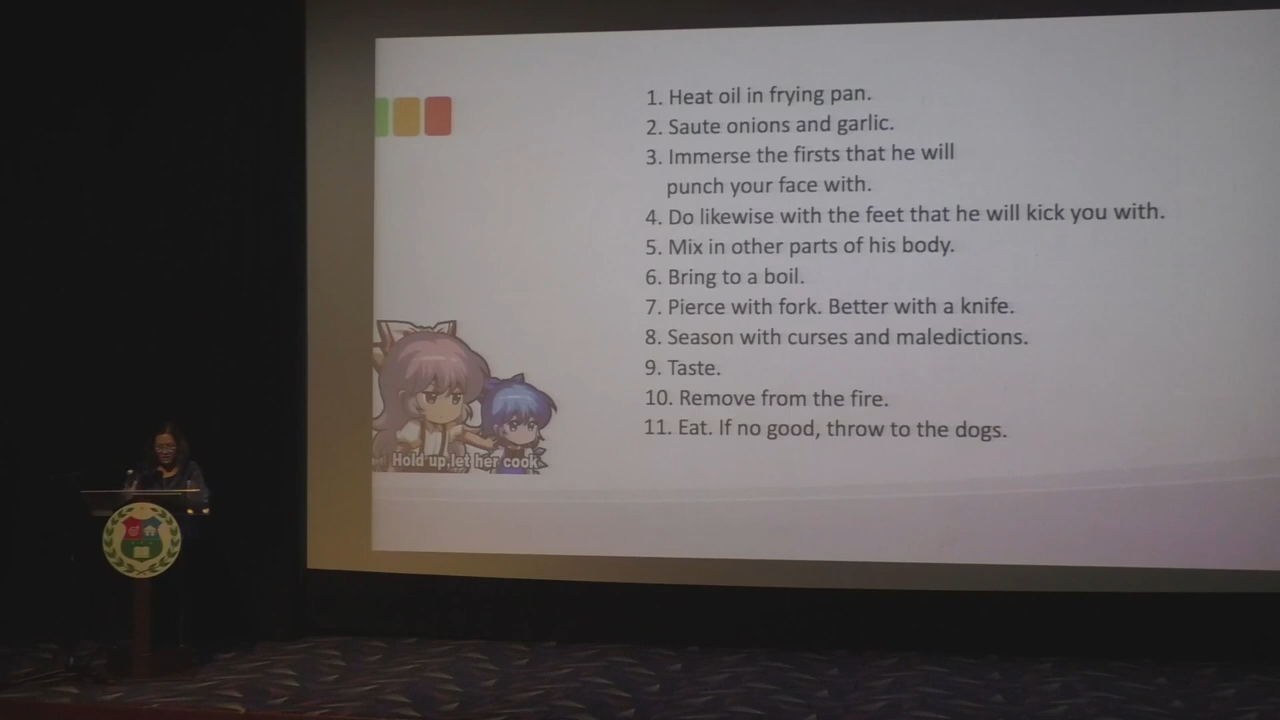 1. Heat oil in frying pan.
2. Saute onions and garlic.
3. Immerse the firsts that he will
punch your face with.
4. Do likewise with the feet that he will kick you with.
5. Mix in other parts of his body.
6. Bring to a boil.
7. Pierce with fork. Better with a knife.
8. Season with curses and maledictions.
9. Taste.
10. Remove from the fire.
11. Eat. If no good, throw to the dogs.
Hold up,let her cook